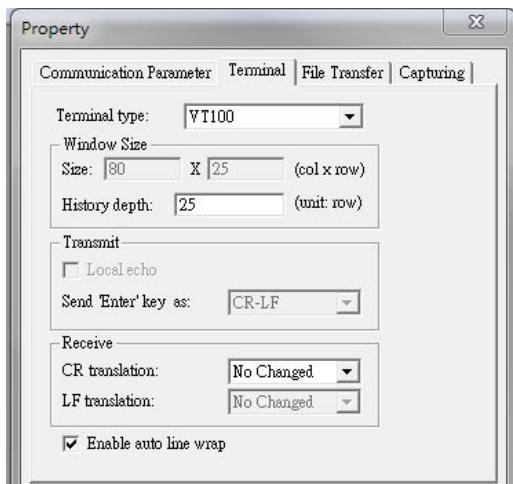 Property
Communication Parameter Terminal File Transfer Capturing
Terminal type: VT100
Window Size
Size: 80 X 25 (col x row)
History depth: 25 (unit: row)
Transmit
Local echo
Send 'Enter' key as: CR-LF
Receive
CR translation: No Changed
LF translation: No Changed
Enable auto line wrap